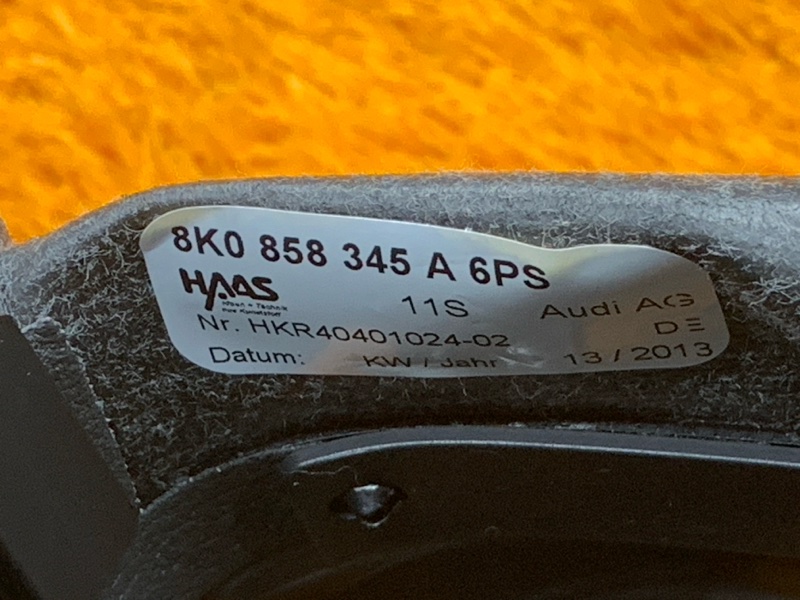 8K0 858 345 A 6PS
HAAS
11S Audi AG
Nr. HKR40401024-02 DE
Datum: KW / Jahr 13 / 2013